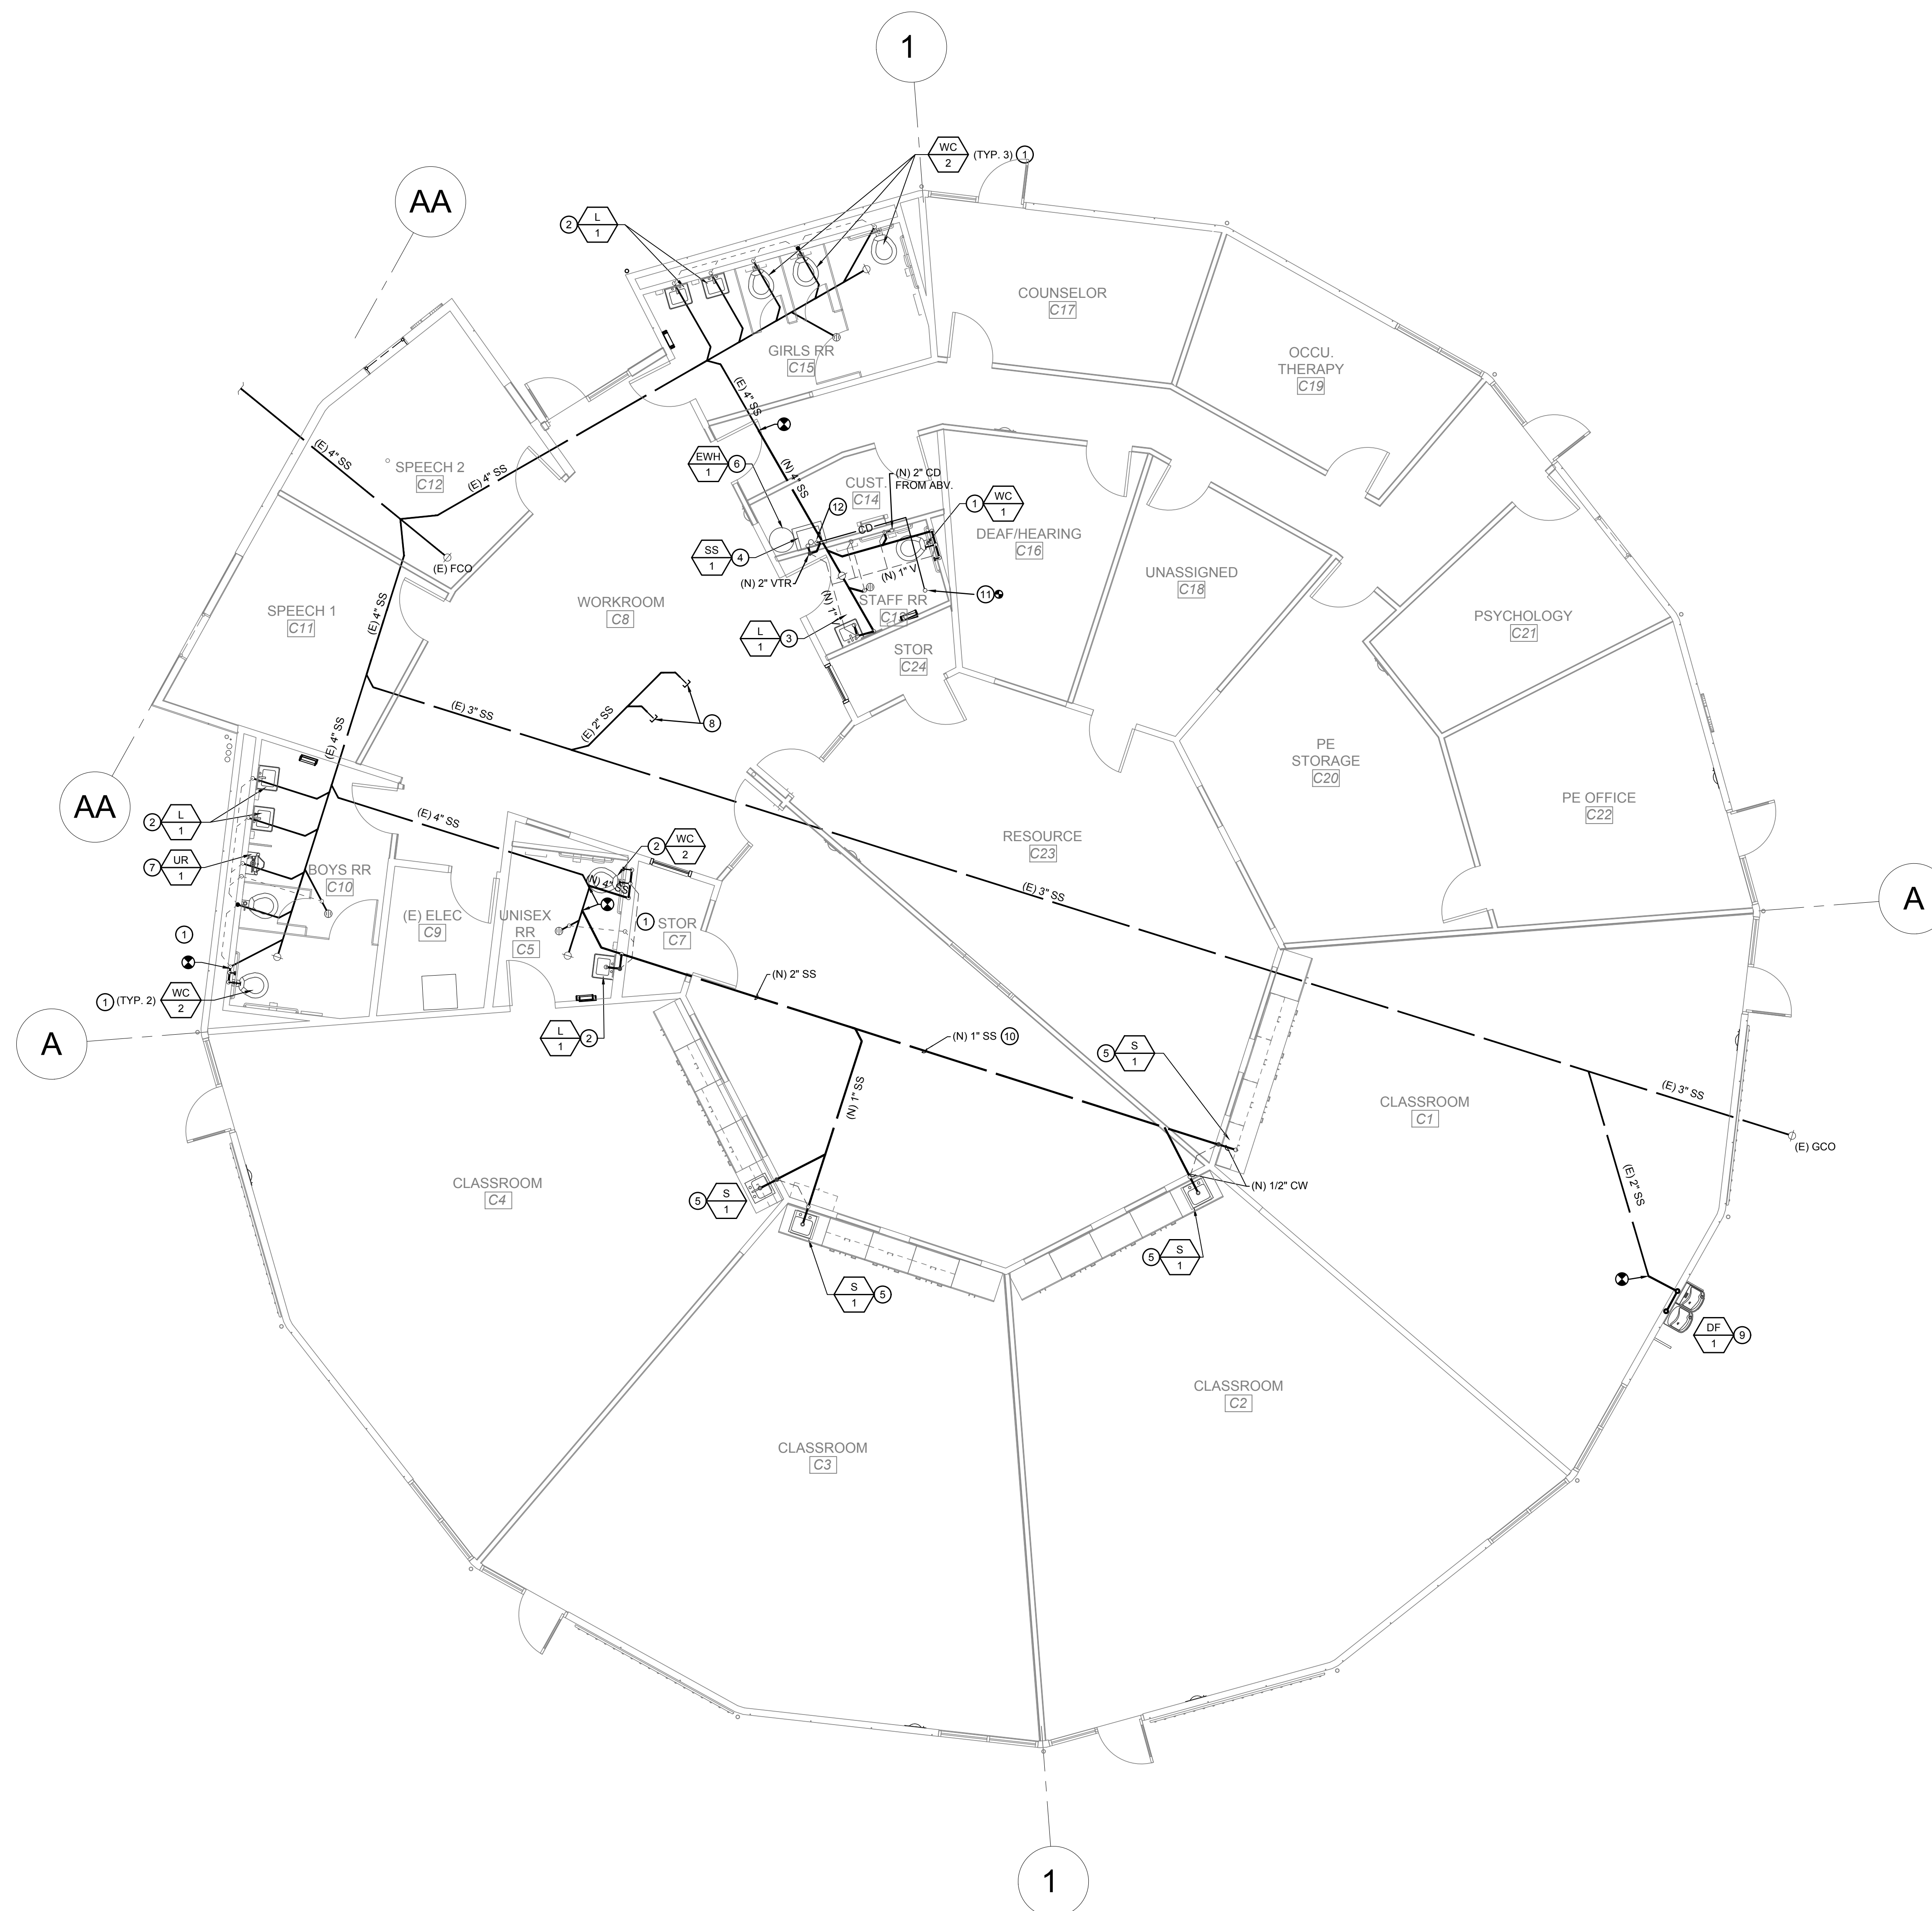 1
AA
WC
2
(TYP. 3)
1
2
L
1
COUNSELOR
C17
GIRLS RR
C15
OCCU.
THERAPY
C19
(E) 4" SS
(E) 4" SS
SPEECH 2
C12
(E) 4" SS
(E) FCO
EWH
1
6
(N) 4" SS
CUST.
C14
(N) 2" CD
FROM ABV.
12
CD
1
WC
1
DEAF/HEARING
C16
SS
1
4
(N) 2" VTR
(N) 1" V
11
UNASSIGNED
C18
STAFF RR
(N) 1"
L
1
3
STOR
C24
PSYCHOLOGY
C21
SPEECH 1
C11
WORKROOM
C8
(E) 4" SS
(E) 3" SS
(E) 2" SS
8
(E) 4" SS
AA
PE
STORAGE
C20
PE OFFICE
C22
2
L
1
(E) 4" SS
RESOURCE
C23
2
WC
2
7
UR
1
BOYS RR
C10
(N) 4" SS
(E) 3" SS
A
(E) ELEC
C9
UNISEX
RR
C5
1
STOR
C7
1
(N) 2" SS
1
(TYP. 2)
WC
2
A
L
1
2
(N) 1" SS
10
5
S
1
(N) 1" SS
CLASSROOM
C1
(E) 3" SS
(E) GCO
(E) 2" SS
CLASSROOM
C4
5
S
1
(N) 1/2" CW
5
S
1
S
1
5
DF
1
9
CLASSROOM
C2
CLASSROOM
C3
1